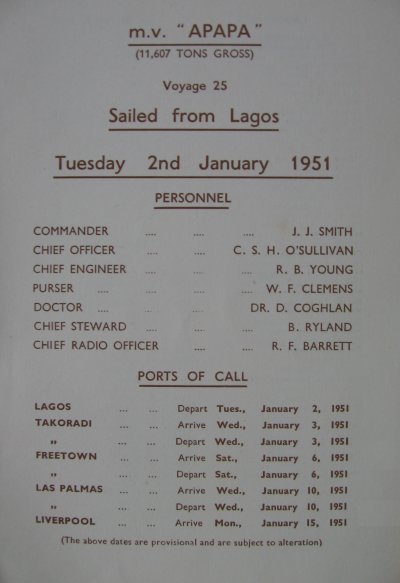 m.v. "APAPA"
(11,607 TONS GROSS)
Voyage 25
Sailed from Lagos
Tuesday 2nd January 1951
PERSONNEL
COMMANDER .... .... .... J. J. SMITH
CHIEF OFFICER .... .... C. S. H. O'SULLIVAN
CHIEF ENGINEER .... .... R. B. YOUNG
PURSER .... .... .... W. F. CLEMENS
DOCTOR .... .... .... DR. D. COGHLAN
CHIEF STEWARD .... .... B. RYLAND
CHIEF RADIO OFFICER .... .... R. F. BARRETT
PORTS OF CALL
LAGOS ... ... Depart Tues., January 2, 1951
TAKORADI ... ... Arrive Wed., January 3, 1951
„ ... ... Depart Wed., January 3, 1951
FREETOWN ... ... Arrive Sat., January 6, 1951
„ ... ... Depart Sat., January 6, 1951
LAS PALMAS ... ... Arrive Wed., January 10, 1951
„ ... ... Depart Wed., January 10, 1951
LIVERPOOL ... ... Arrive Mon., January 15, 1951
(The above dates are provisional and are subject to alteration)